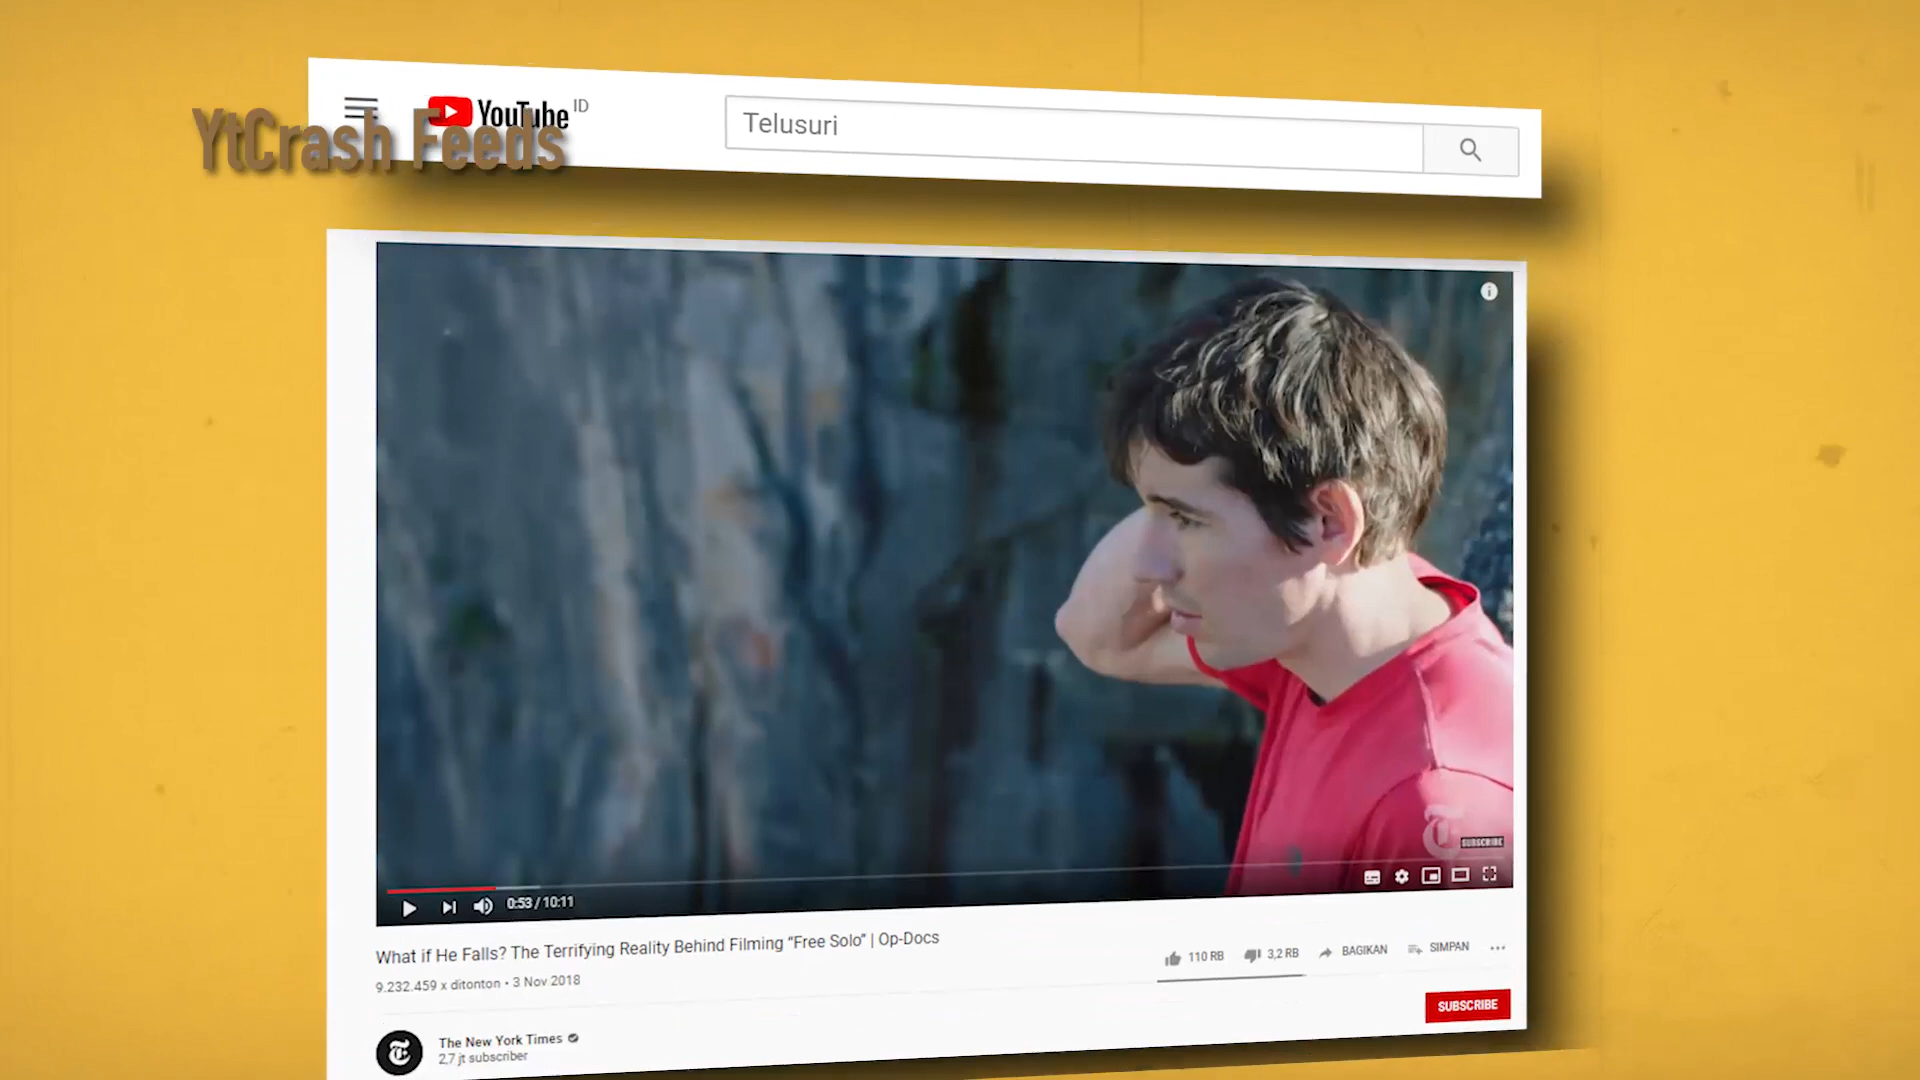 YouTube ID
YtCrash Feeds
Telusuri
SUBSCRIBE
0:53 / 10:11
What if He Falls? The Terrifying Reality Behind Filming “Free Solo” | Op-Docs
9.232.459 x ditonton • 3 Nov 2018
110 RB
3,2 RB
BAGIKAN
SIMPAN
SUBSCRIBE
The New York Times
2,7 jt subscriber